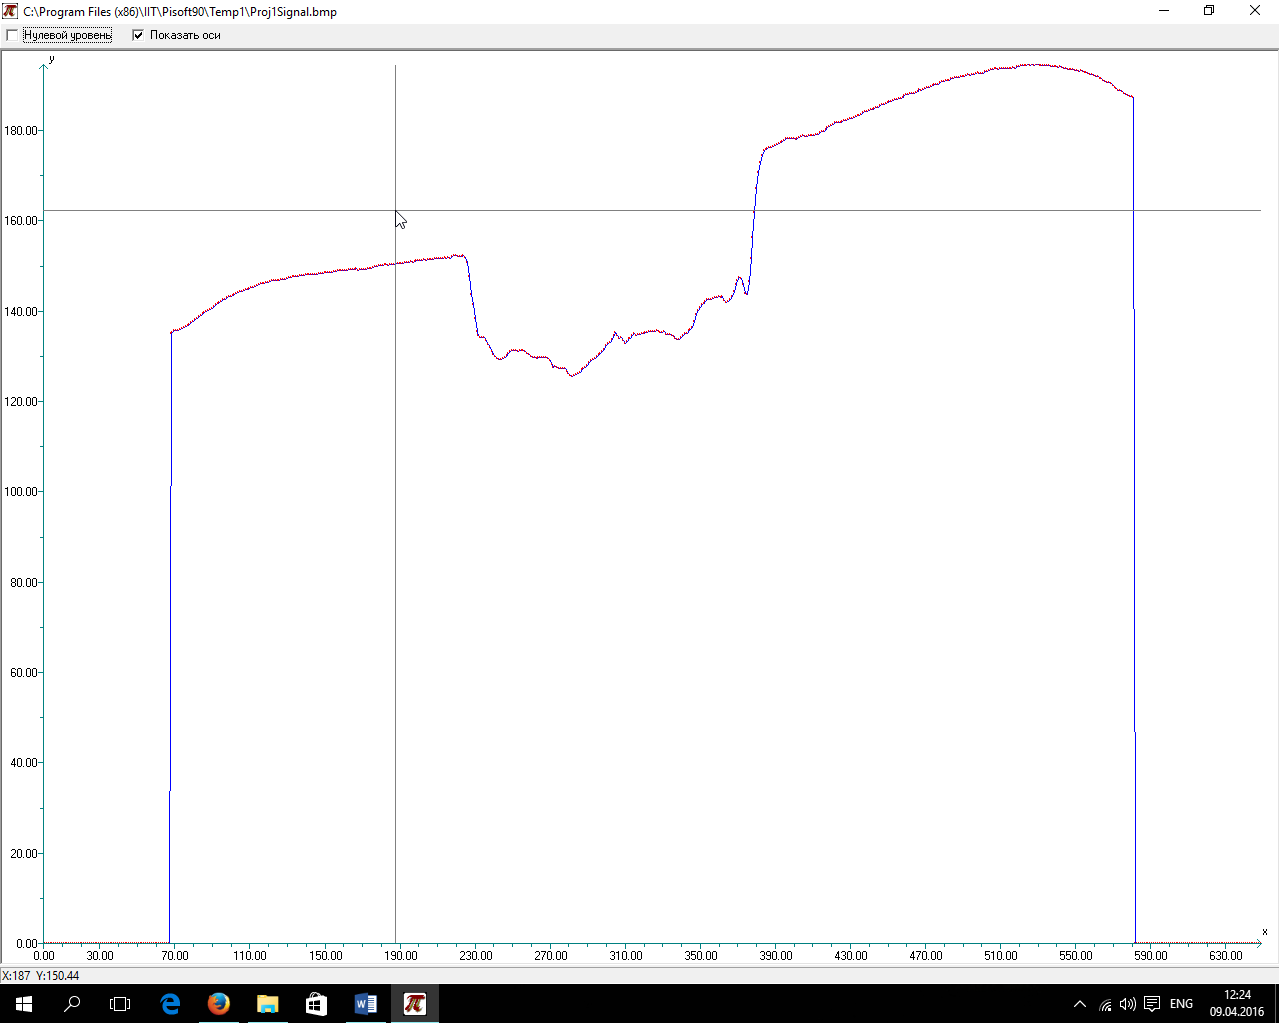 C:\Program Files (x86)\IIT\Pisoft90\Temp1\Proj1Signal.bmp
Нулевой уровень Показать оси
y
180.00
160.00
140.00
120.00
100.00
80.00
60.00
40.00
20.00
0.00
x
0.00 30.00 70.00 110.00 150.00 190.00 230.00 270.00 310.00 350.00 390.00 430.00 470.00 510.00 550.00 590.00 630.00
X:187 Y:150.44
ENG
12:24
09.04.2016